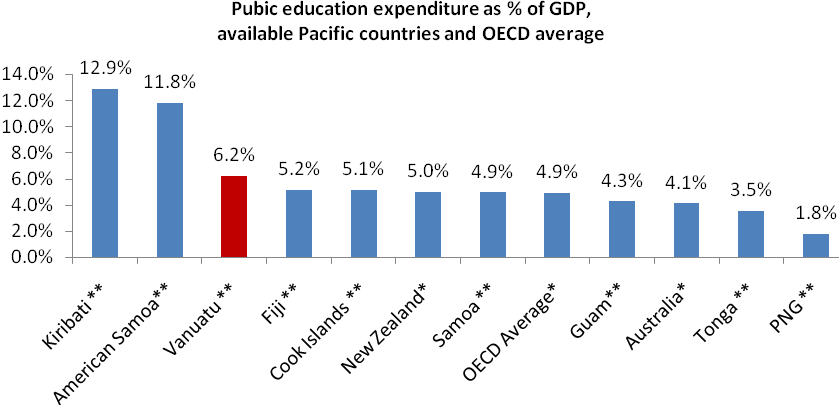 Pubic education expenditure as % of GDP,
available Pacific countries and OECD average
14.0%
12.0%
10.0%
8.0%
6.0%
4.0%
2.0%
0.0%
12.9%
11.8%
6.2%
5.2%
5.1%
5.0%
4.9%
4.9%
4.3%
4.1%
3.5%
1.8%
Kiribati **
American Samoa**
Vanuatu **
Fiji **
Cook Islands **
New Zealand*
Samoa **
OECD Average*
Guam**
Australia*
Tonga **
PNG **